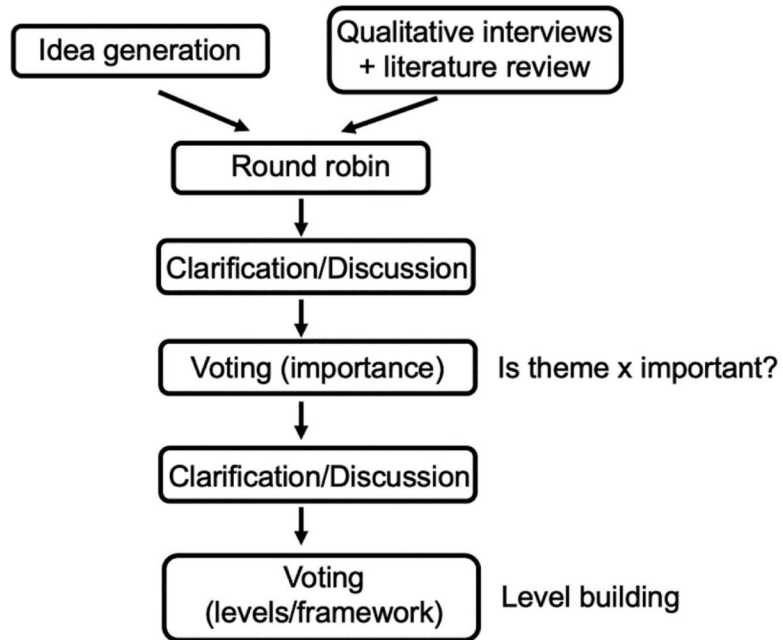 Idea generation
Qualitative interviews
+ literature review
Round robin
Clarification/Discussion
Voting (importance)
Is theme x important?
Clarification/Discussion
Voting
(levels/framework)
Level building